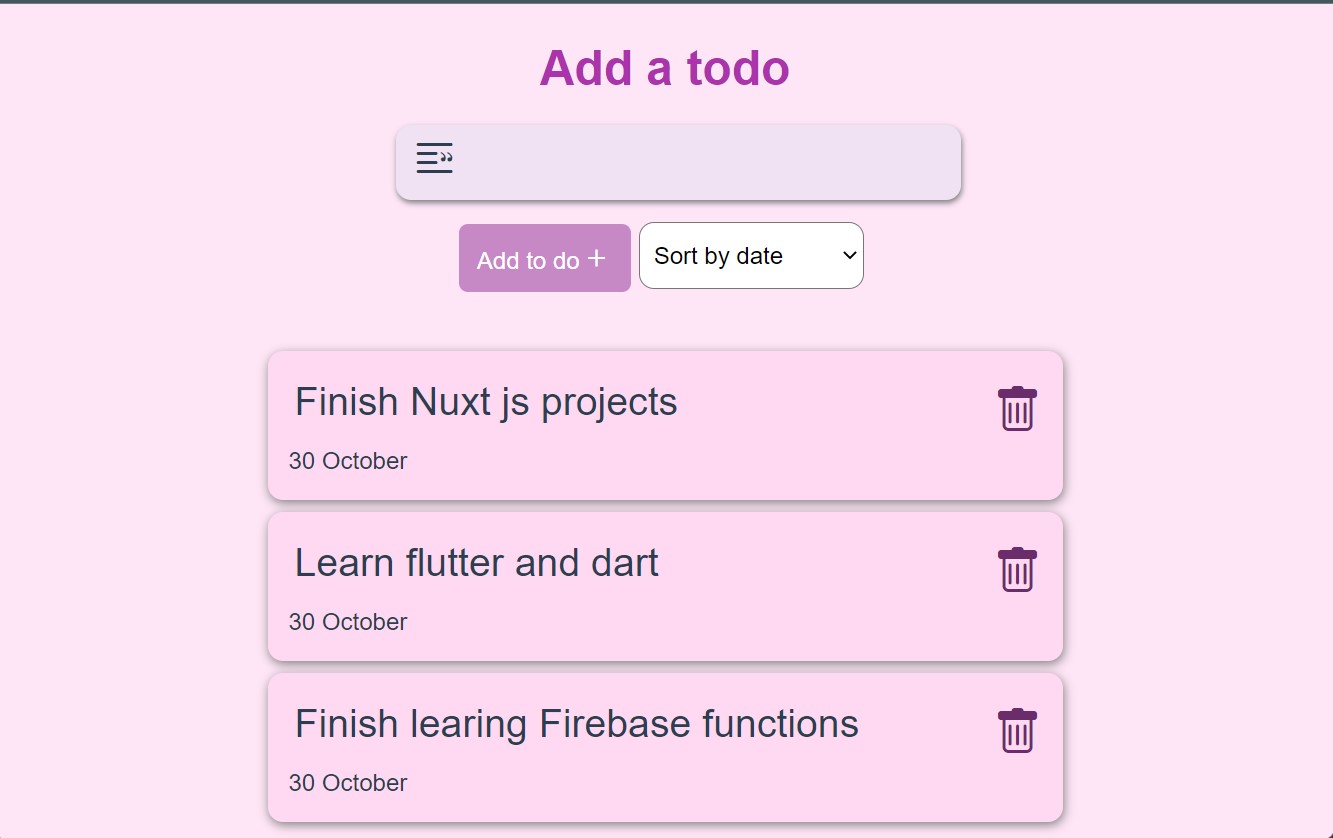 Add a todo
Add to do +
Sort by date
Finish Nuxt js projects
30 October
Learn flutter and dart
30 October
Finish learing Firebase functions
30 October